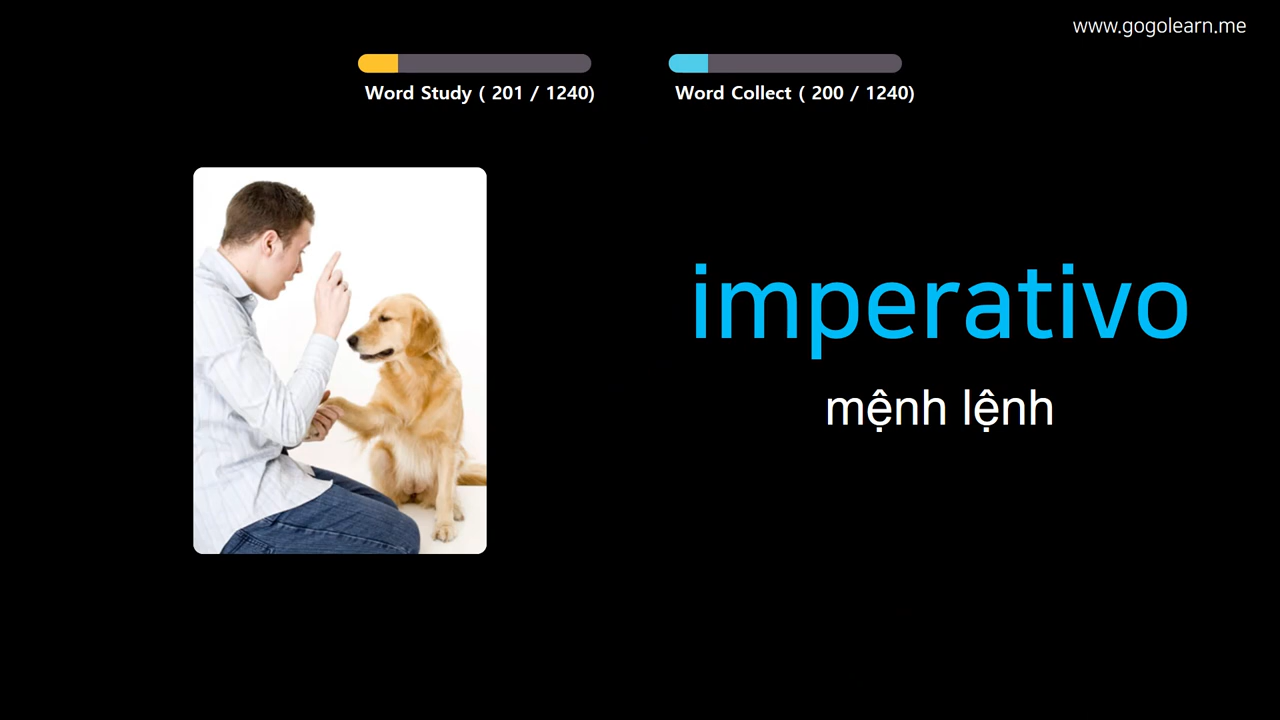 www.gogolearn.me
Word Study ( 201 / 1240)
Word Collect ( 200 / 1240)
imperativo
mệnh lệnh